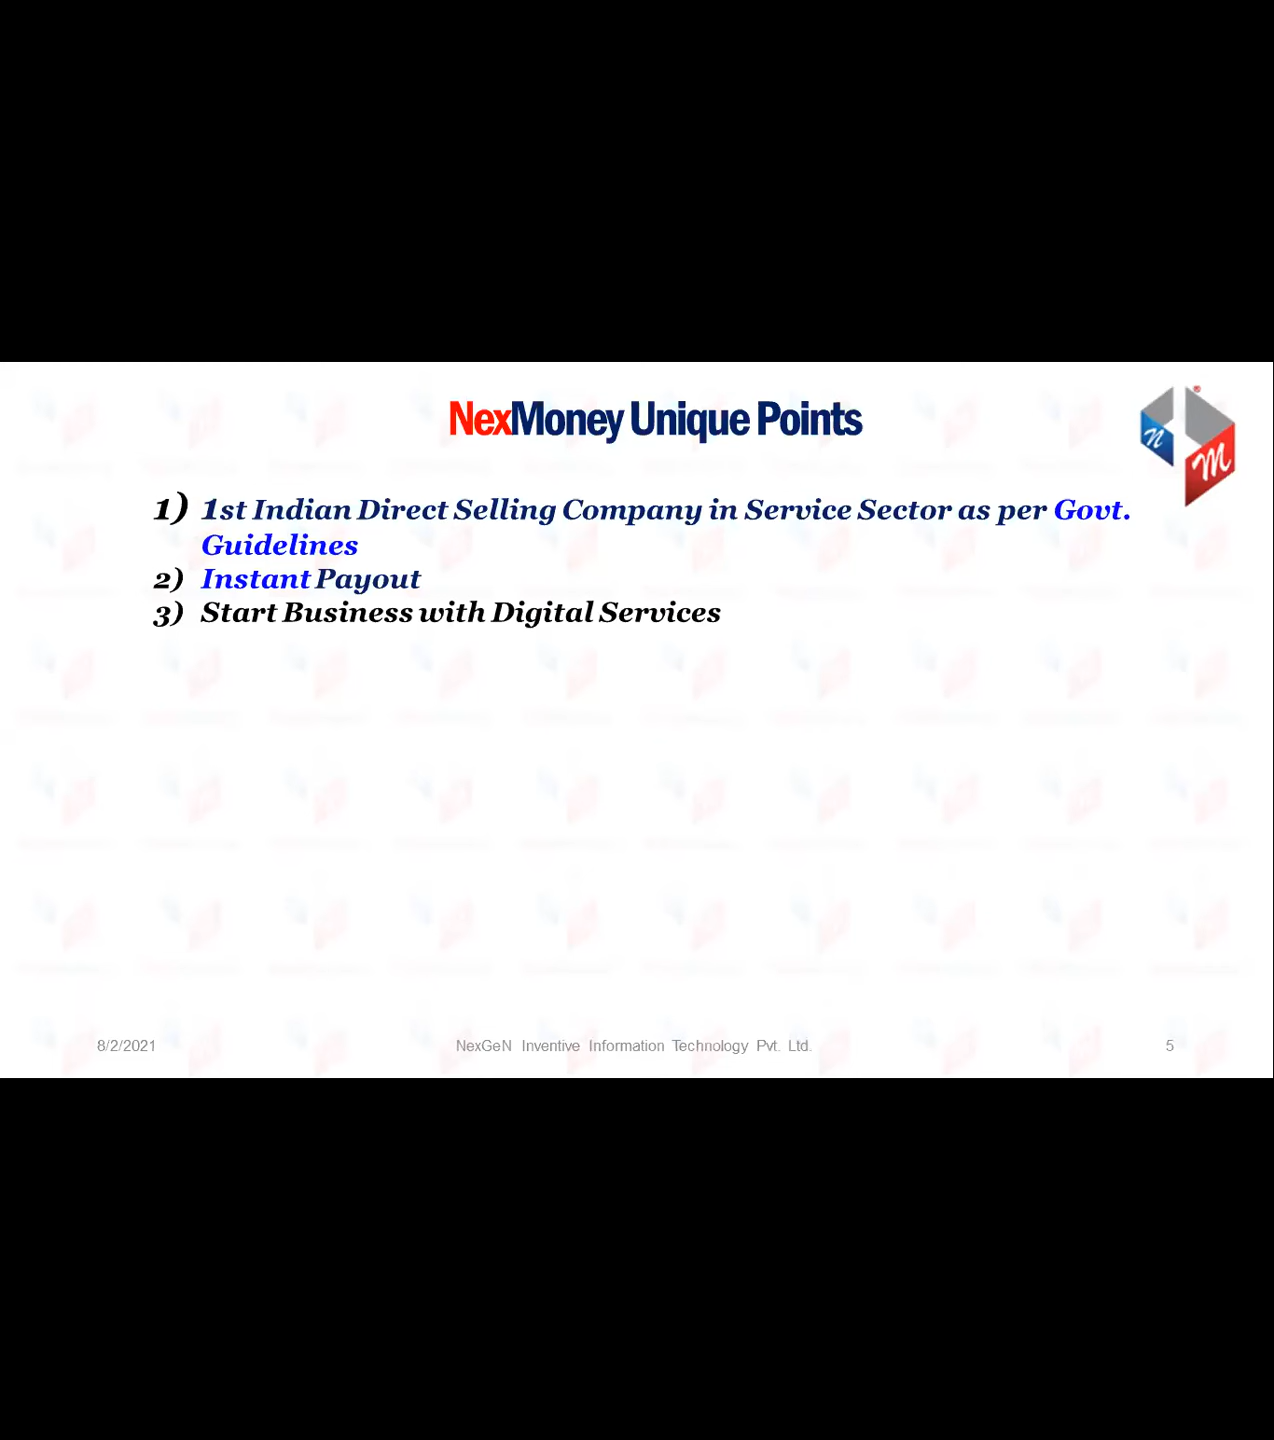 NexMoney Unique Points
n
M
®
1) 1st Indian Direct Selling Company in Service Sector as per Govt.
Guidelines
2) Instant Payout
3) Start Business with Digital Services
8/2/2021
NexGeN Inventive Information Technology Pvt. Ltd.
5